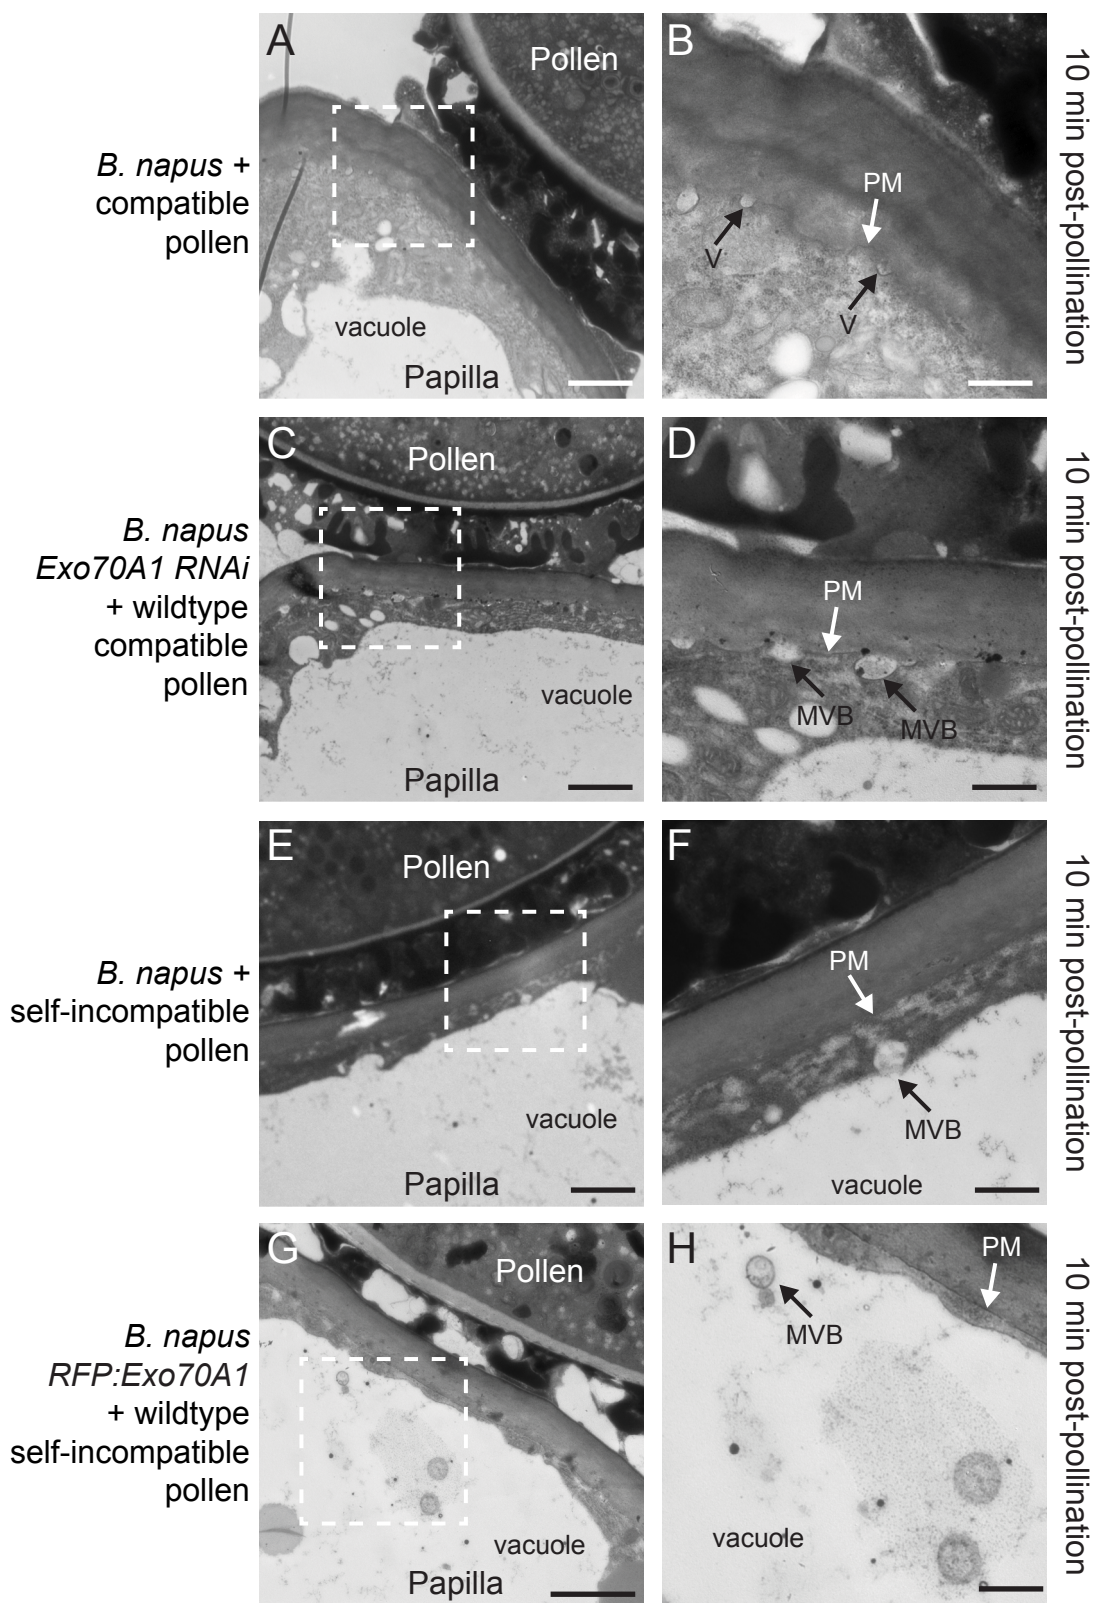 A
Pollen
B. napus +
compatible
pollen
vacuole
Papilla
B
PM
V
V
10 min post-pollination
C
Pollen
B. napus
Exo70A1 RNAi
+ wildtype
compatible
pollen
vacuole
Papilla
D
PM
MVB
MVB
10 min post-pollination
E
Pollen
B. napus +
self-incompatible
pollen
vacuole
Papilla
F
PM
MVB
vacuole
10 min post-pollination
G
Pollen
B. napus
RFP:Exo70A1
+ wildtype
self-incompatible
pollen
vacuole
Papilla
H
PM
MVB
vacuole
10 min post-pollination